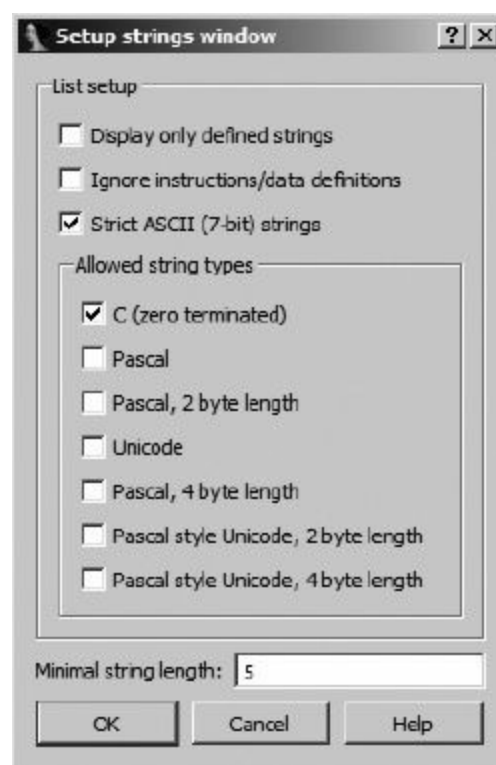 Setup strings window
List setup
Display only defined strings
Ignore instructions/data definitions
Strict ASCII (7-bit) strings
Allowed string types
C (zero terminated)
Pascal
Pascal, 2 byte length
Unicode
Pascal, 4 byte length
Pascal style Unicode, 2 byte length
Pascal style Unicode, 4 byte length
Minimal string length: 5
OK Cancel Help